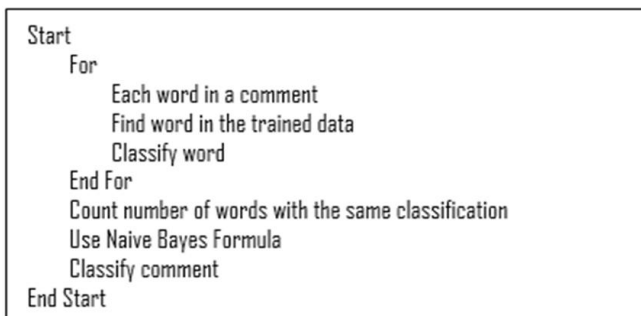 Start
For
Each word in a comment
Find word in the trained data
Classify word
End For
Count number of words with the same classification
Use Naive Bayes Formula
Classify comment
End Start